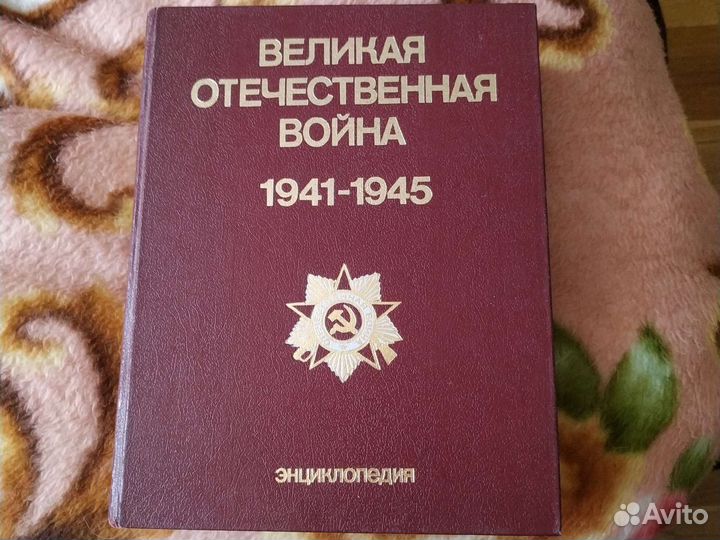 ВЕЛИКАЯ
ОТЕЧЕСТВЕННАЯ
ВОЙНА
1941-1945
ЭНЦИКЛОПЕДИЯ
Avito